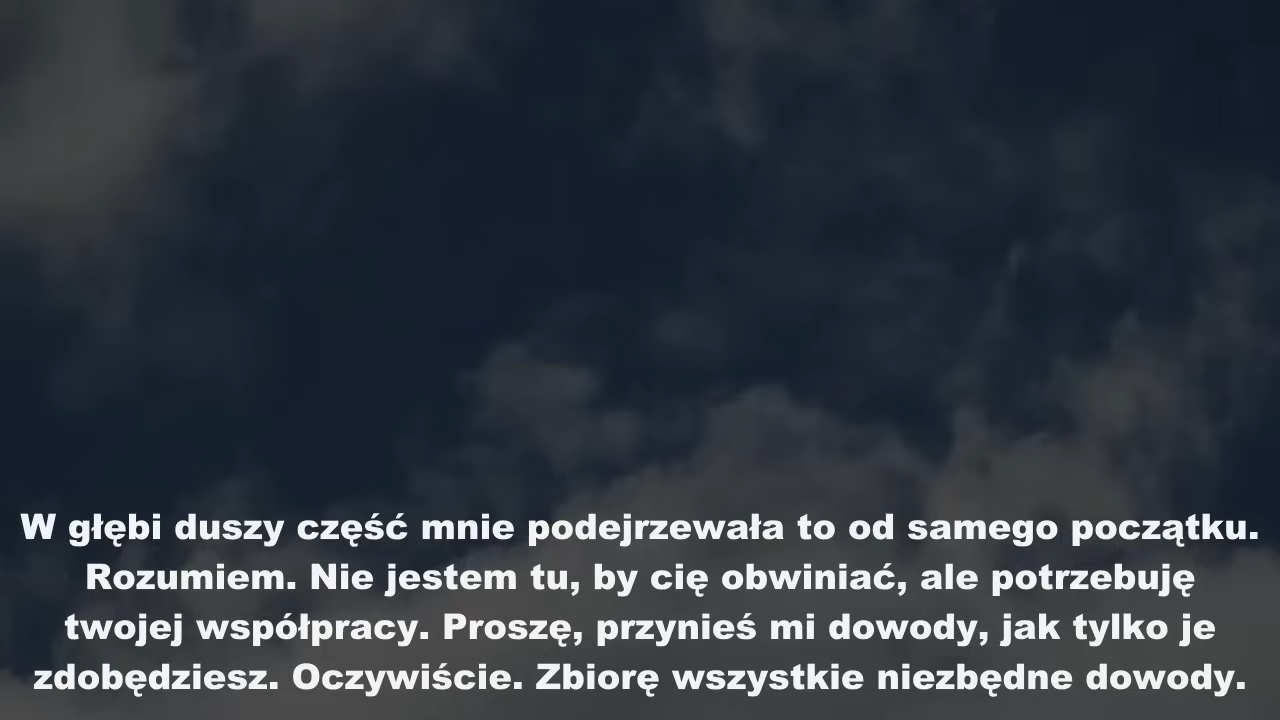 W głębi duszy część mnie podejrzewała to od samego początku.
Rozumiem. Nie jestem tu, by cię obwiniać, ale potrzebuję
twojej współpracy. Proszę, przynieś mi dowody, jak tylko je
zdobędziesz. Oczywiście. Zbiorę wszystkie niezbędne dowody.